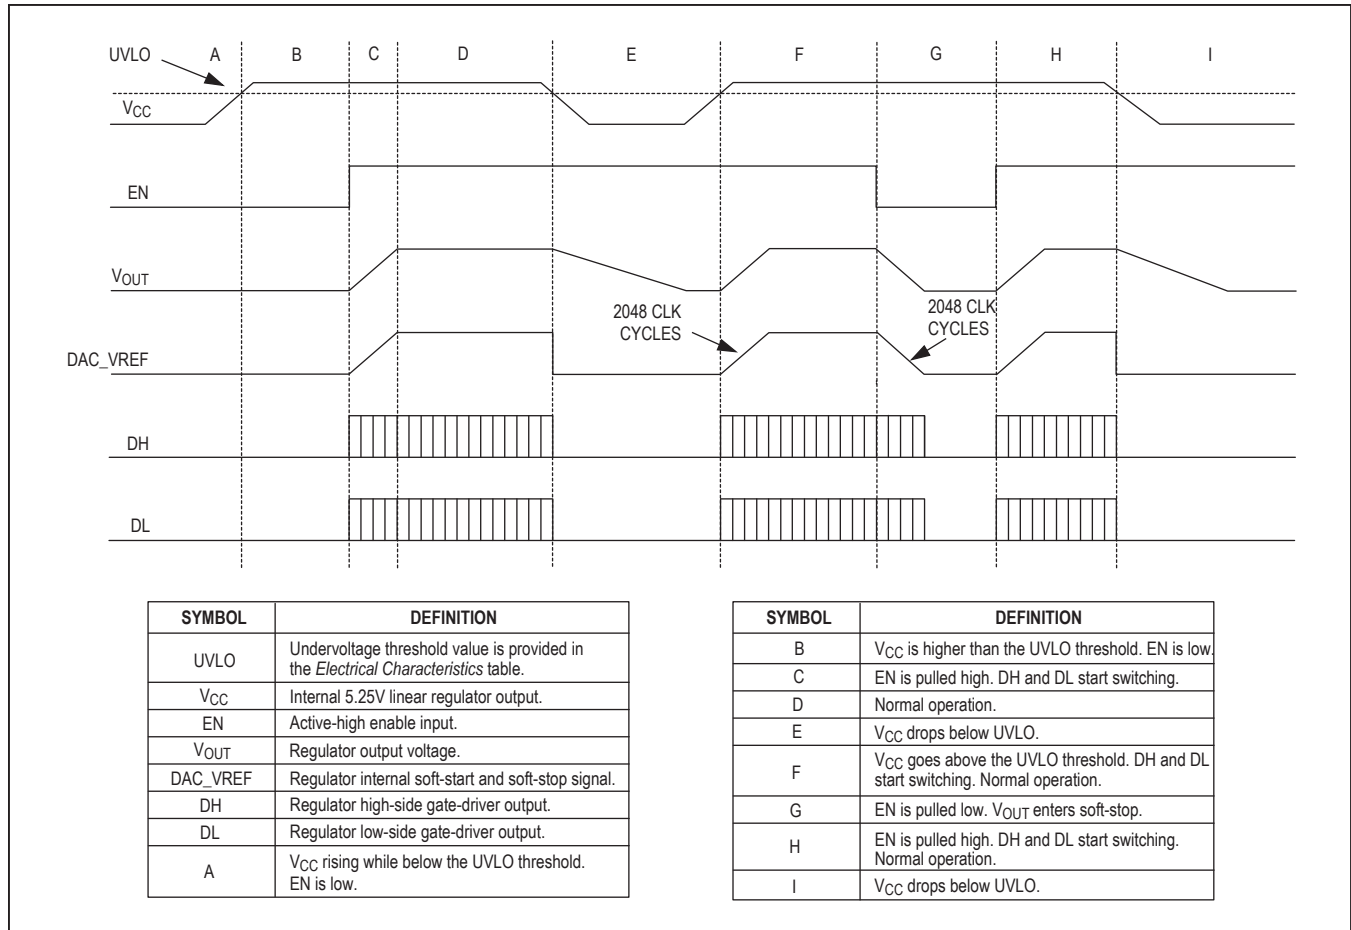 UVLO A B C D E F G H I
VCC
EN
VOUT
2048 CLK
CYCLES
2048 CLK
CYCLES
DAC_VREF
DH
DL
SYMBOL DEFINITION
UVLO Undervoltage threshold value is provided in
the Electrical Characteristics table.
VCC Internal 5.25V linear regulator output.
EN Active-high enable input.
VOUT Regulator output voltage.
DAC_VREF Regulator internal soft-start and soft-stop signal.
DH Regulator high-side gate-driver output.
DL Regulator low-side gate-driver output.
A VCC rising while below the UVLO threshold.
EN is low.
SYMBOL DEFINITION
B VCC is higher than the UVLO threshold. EN is low.
C EN is pulled high. DH and DL start switching.
D Normal operation.
E VCC drops below UVLO.
F VCC goes above the UVLO threshold. DH and DL
start switching. Normal operation.
G EN is pulled low. VOUT enters soft-stop.
H EN is pulled high. DH and DL start switching.
Normal operation.
I VCC drops below UVLO.